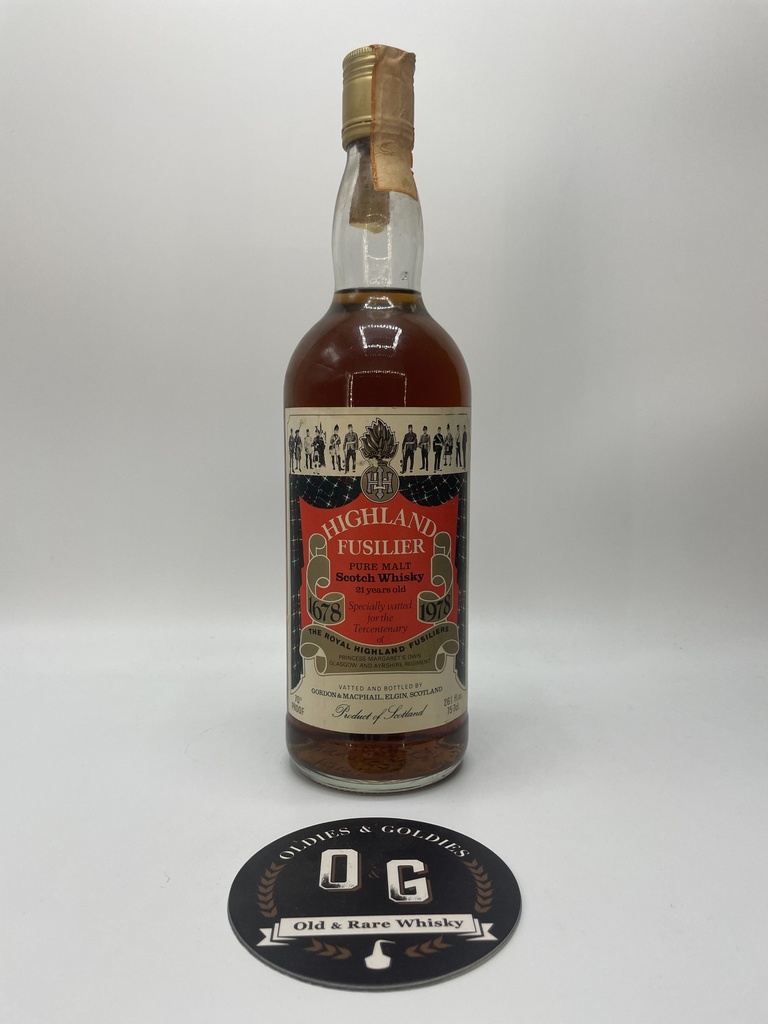 HIGHLAND
FUSILIER
PURE MALT
Scotch Whisky
21 years old
1678 Specially vatted 1978
for the
Tercentenary
of
THE ROYAL HIGHLAND FUSILIERS
PRINCESS MARGARET'S OWN
GLASGOW AND AYRSHIRE REGIMENT
VATTED AND BOTTLED BY
GORDON & MACPHAIL, ELGIN, SCOTLAND
70°
PROOF
Product of Scotland
OLDIES & GOLDIES
O & G
Old & Rare Whisky